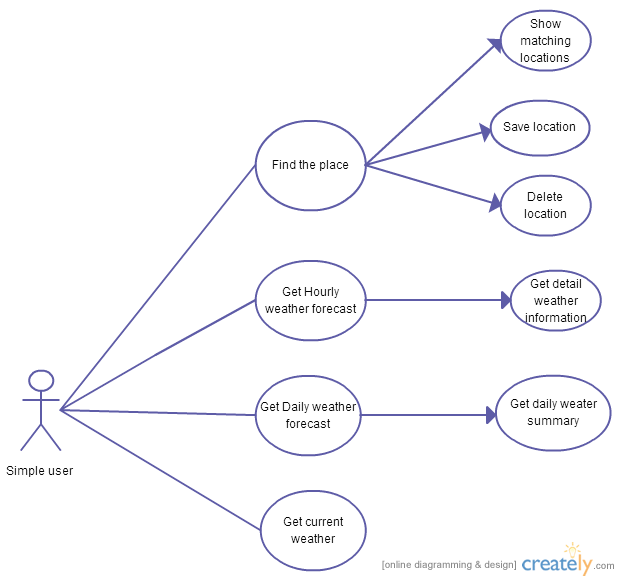 Show
matching
locations
Save location
Find the place
Delete
location
Get Hourly
weather forecast
Get detail
weather
information
Get Daily weather
forecast
Get daily weater
summary
Simple user
Get current
weather
[online diagramming & design] creately.com